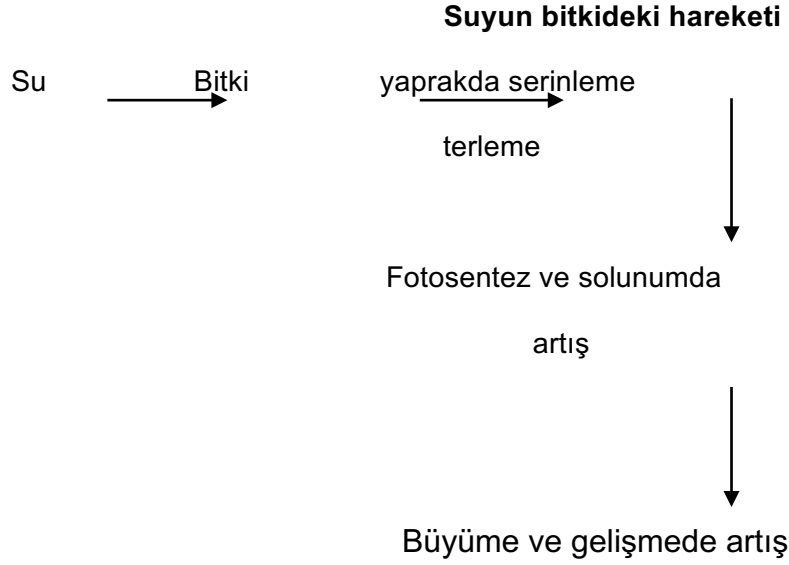 Suyun bitkideki hareketi
Su Bitki yaprakda serinleme
terleme
Fotosentez ve solunumda
artış
Büyüme ve gelişmede artış